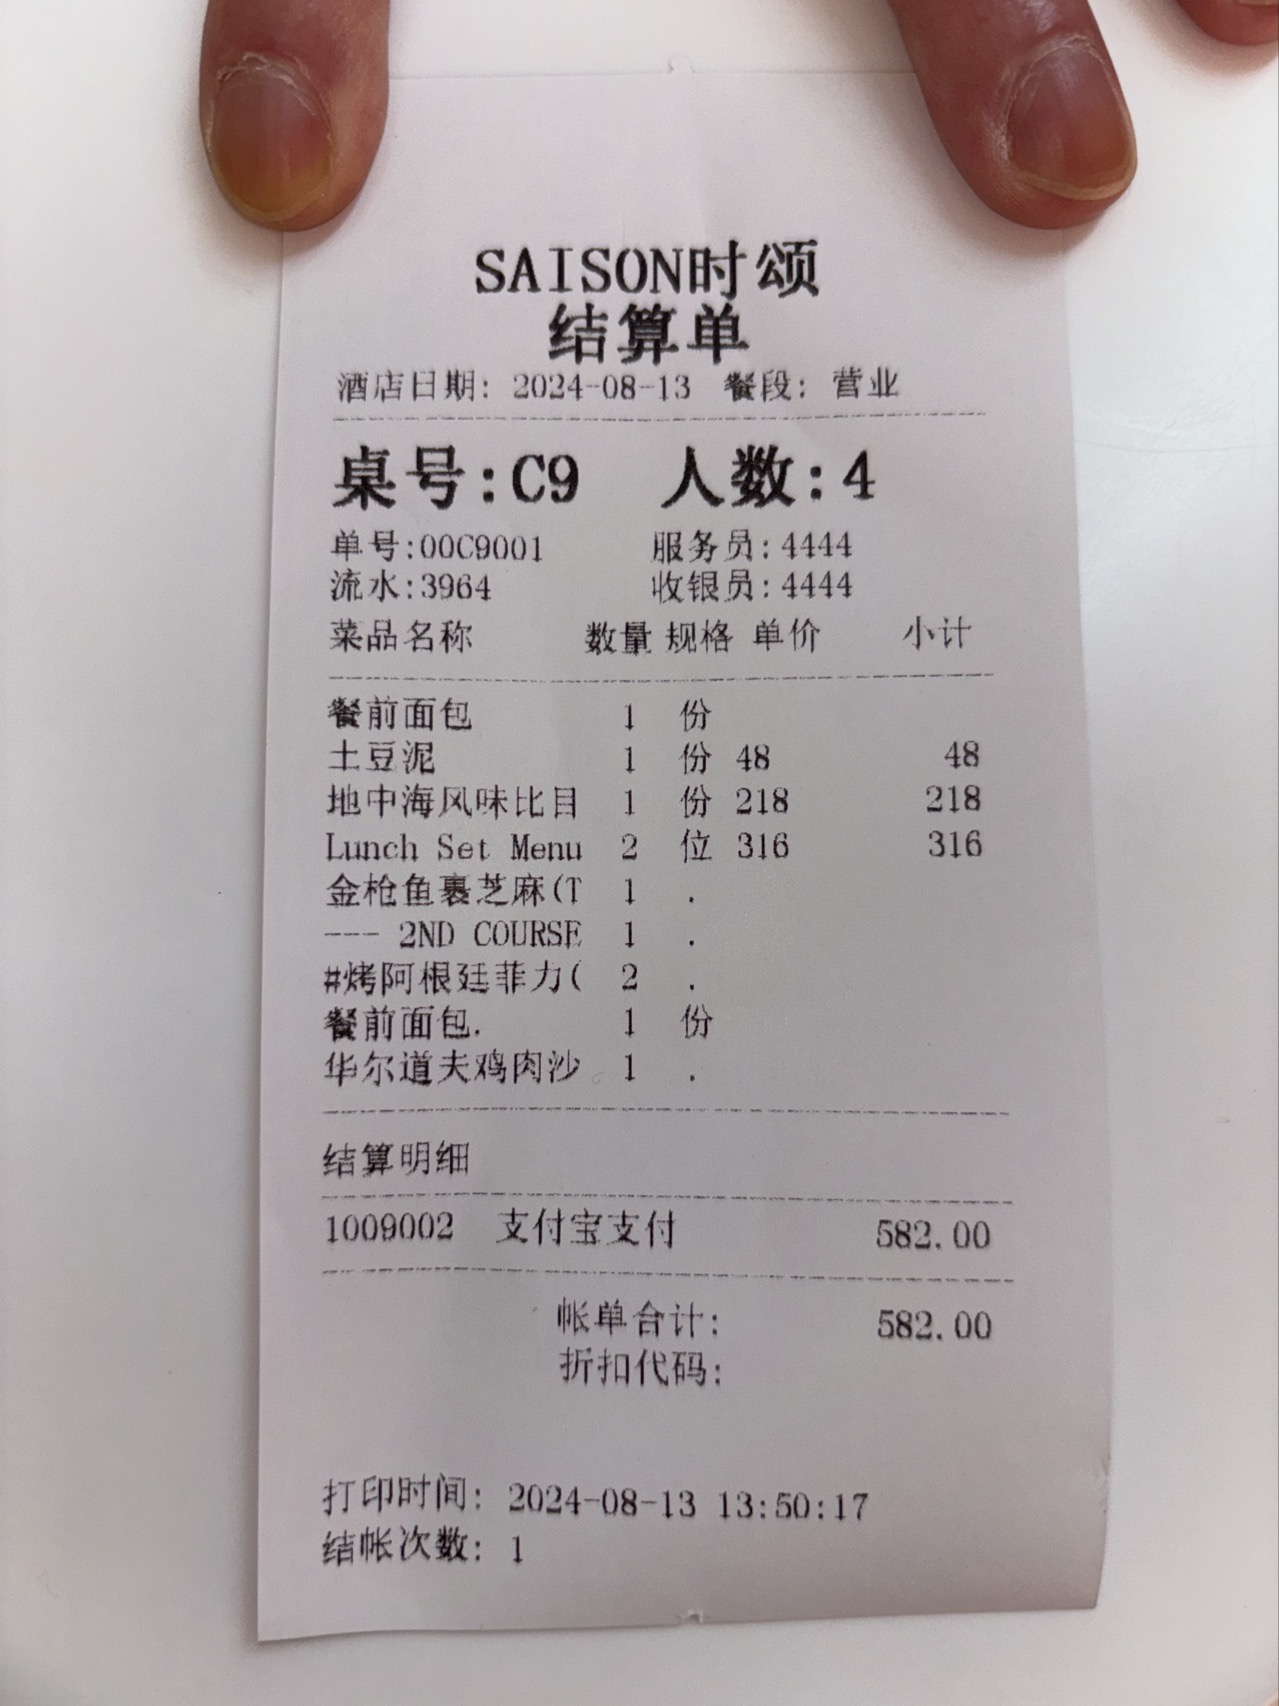 SAISON时颂
结算单
酒店日期: 2024-08-13 餐段: 营业
桌号:C9 人数:4
单号:00C9001 服务员:4444
流水:3964 收银员:4444
菜品名称 数量 规格 单价 小计
餐前面包 1 份
土豆泥 1 份 48 48
地中海风味比目 1 份 218 218
Lunch Set Menu 2 位 316 316
金枪鱼裹芝麻(T 1 .
--- 2ND COURSE 1 .
#烤阿根廷菲力( 2 .
餐前面包. 1 份
华尔道夫鸡肉沙 1 .
结算明细
1009002 支付宝支付 582.00
帐单合计: 582.00
折扣代码:
打印时间: 2024-08-13 13:50:17
结帐次数: 1